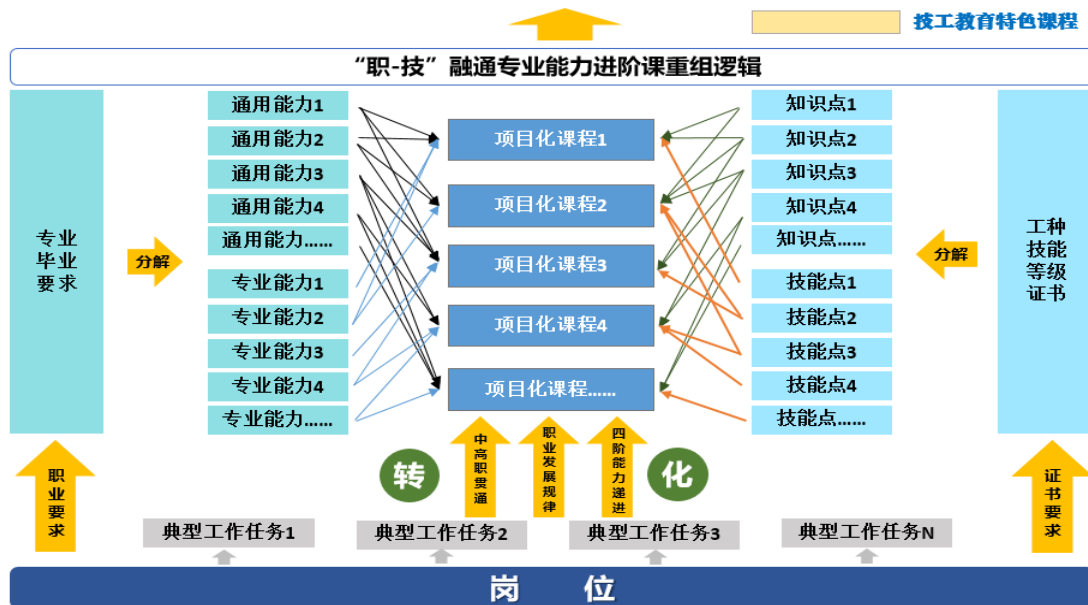 技工教育特色课程
“职-技”融通专业能力进阶课重组逻辑
专业
毕业
要求
分解
通用能力1
通用能力2
通用能力3
通用能力4
通用能力……
专业能力1
专业能力2
专业能力3
专业能力4
专业能力……
项目化课程1
项目化课程2
项目化课程3
项目化课程4
项目化课程……
知识点1
知识点2
知识点3
知识点4
知识点……
技能点1
技能点2
技能点3
技能点4
技能点……
分解
工种
技能
等级
证书
职业要求
转
中高职贯通
职业发展规律
四阶能力递进
化
证书要求
典型工作任务1
典型工作任务2
典型工作任务3
典型工作任务N
岗 位